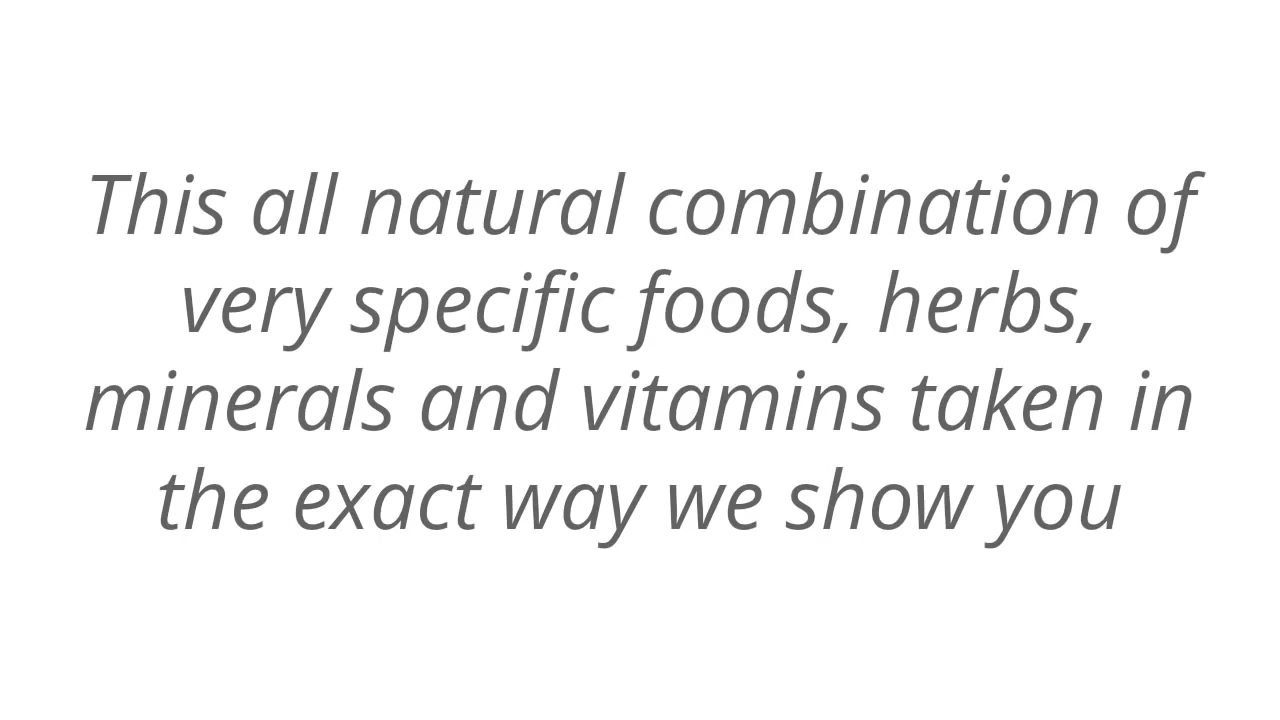 This all natural combination of
very specific foods, herbs,
minerals and vitamins taken in
the exact way we show you